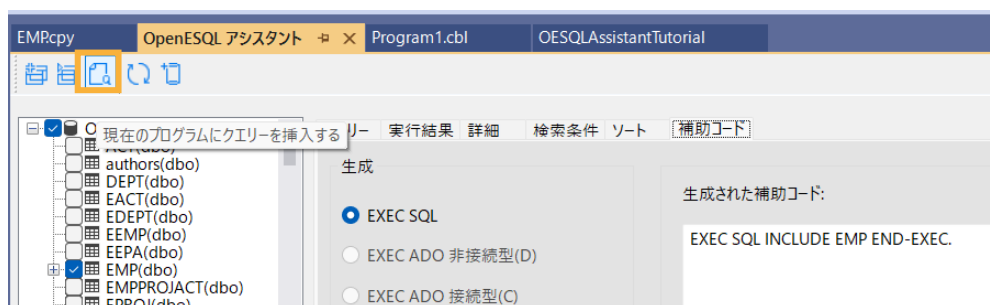 EMP.cpy OpenESQL アシスタント Program1.cbl OESQLAssistantTutorial
現在のプログラムにクエリーを挿入する
リー 実行結果 詳細 検索条件 ソート 補助コード
authors(dbo)
DEPT(dbo)
EACT(dbo)
EDEPT(dbo)
EEMP(dbo)
EEPA(dbo)
EMP(dbo)
EMPPROJACT(dbo)
EPROJ(dbo)
生成
EXEC SQL
EXEC ADO 非接続型(D)
EXEC ADO 接続型(C)
生成された補助コード:
EXEC SQL INCLUDE EMP END-EXEC.